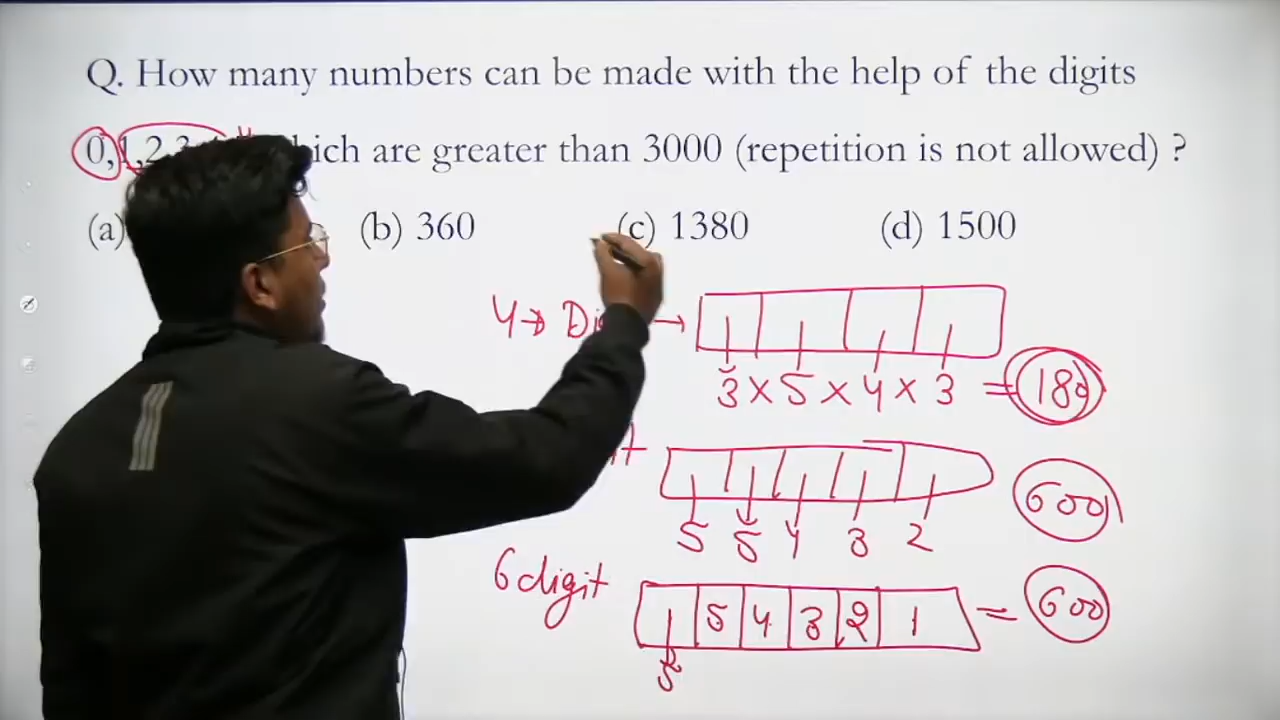 Q. How many numbers can be made with the help of the digits
0,1,2,3 which are greater than 3000 (repetition is not allowed) ?
(a) (b) 360 (c) 1380 (d) 1500
4→ →
3 × 5 × 4 × 3 = 180
5 5 4 3 2 600
6 digit 5 4 3 2 1 = 600
5